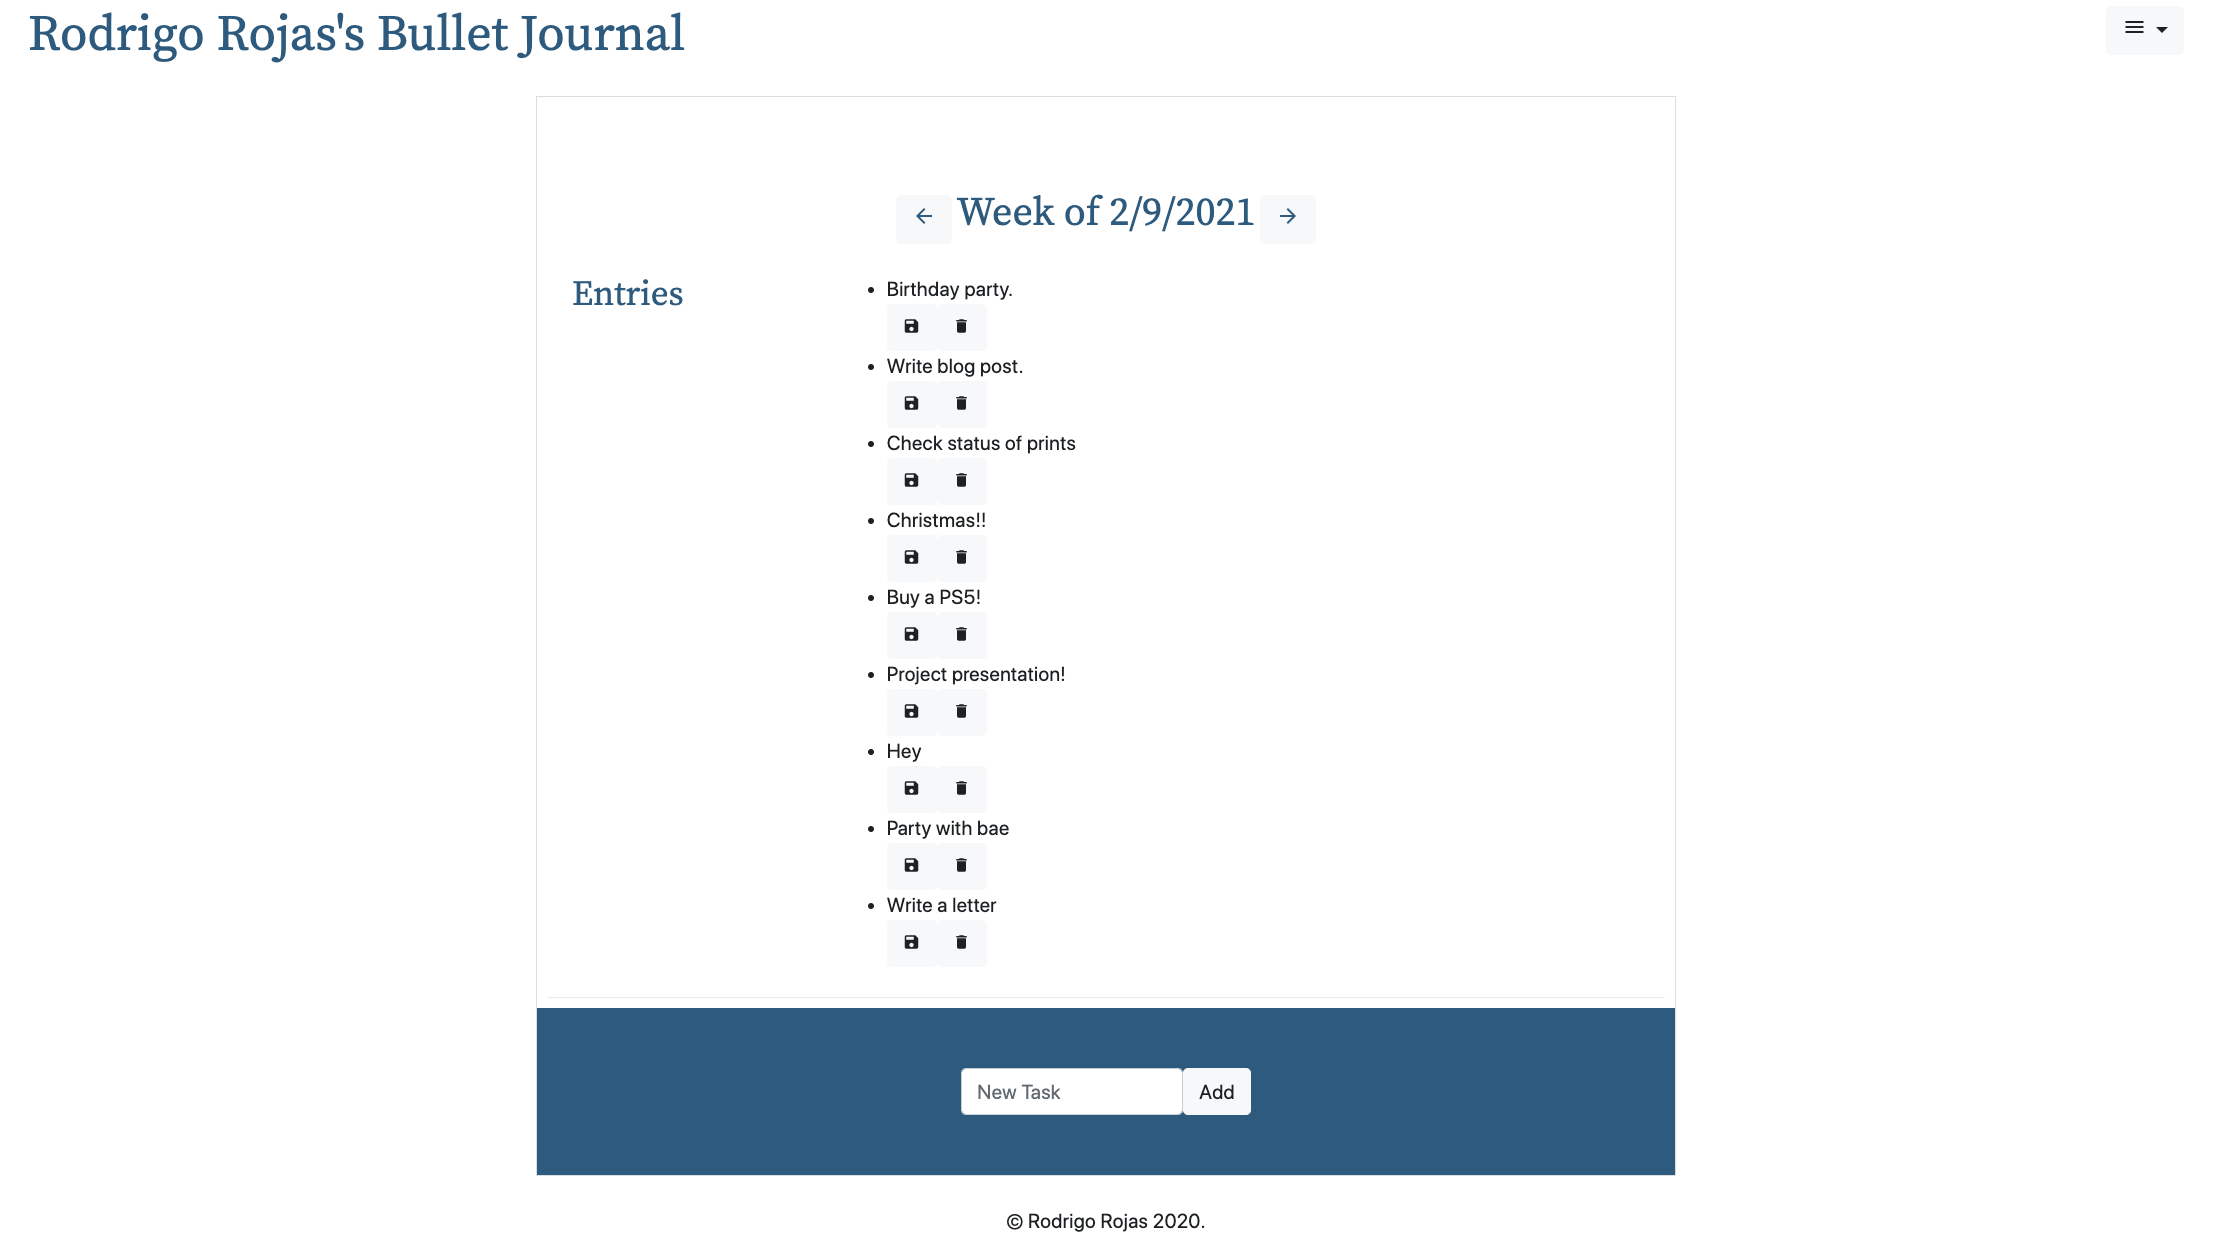 Rodrigo Rojas's Bullet Journal
Week of 2/9/2021
Entries
Birthday party.
Write blog post.
Check status of prints
Christmas!!
Buy a PS5!
Project presentation!
Hey
Party with bae
Write a letter
New Task
Add
© Rodrigo Rojas 2020.